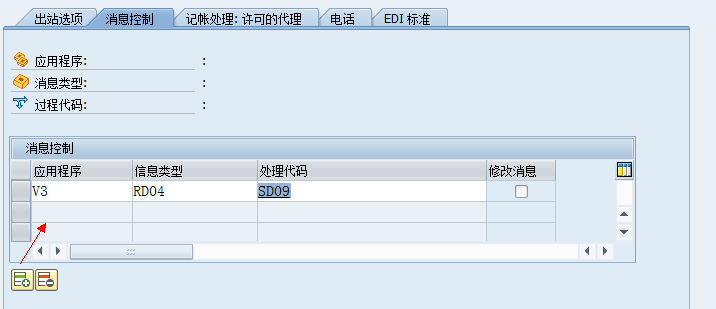 出站选项 消息控制 记帐处理: 许可的代理 电话 EDI 标准
应用程序: :
消息类型: :
过程代码: :
消息控制
应用程序 信息类型 处理代码 修改消息
V3 RD04 SD09